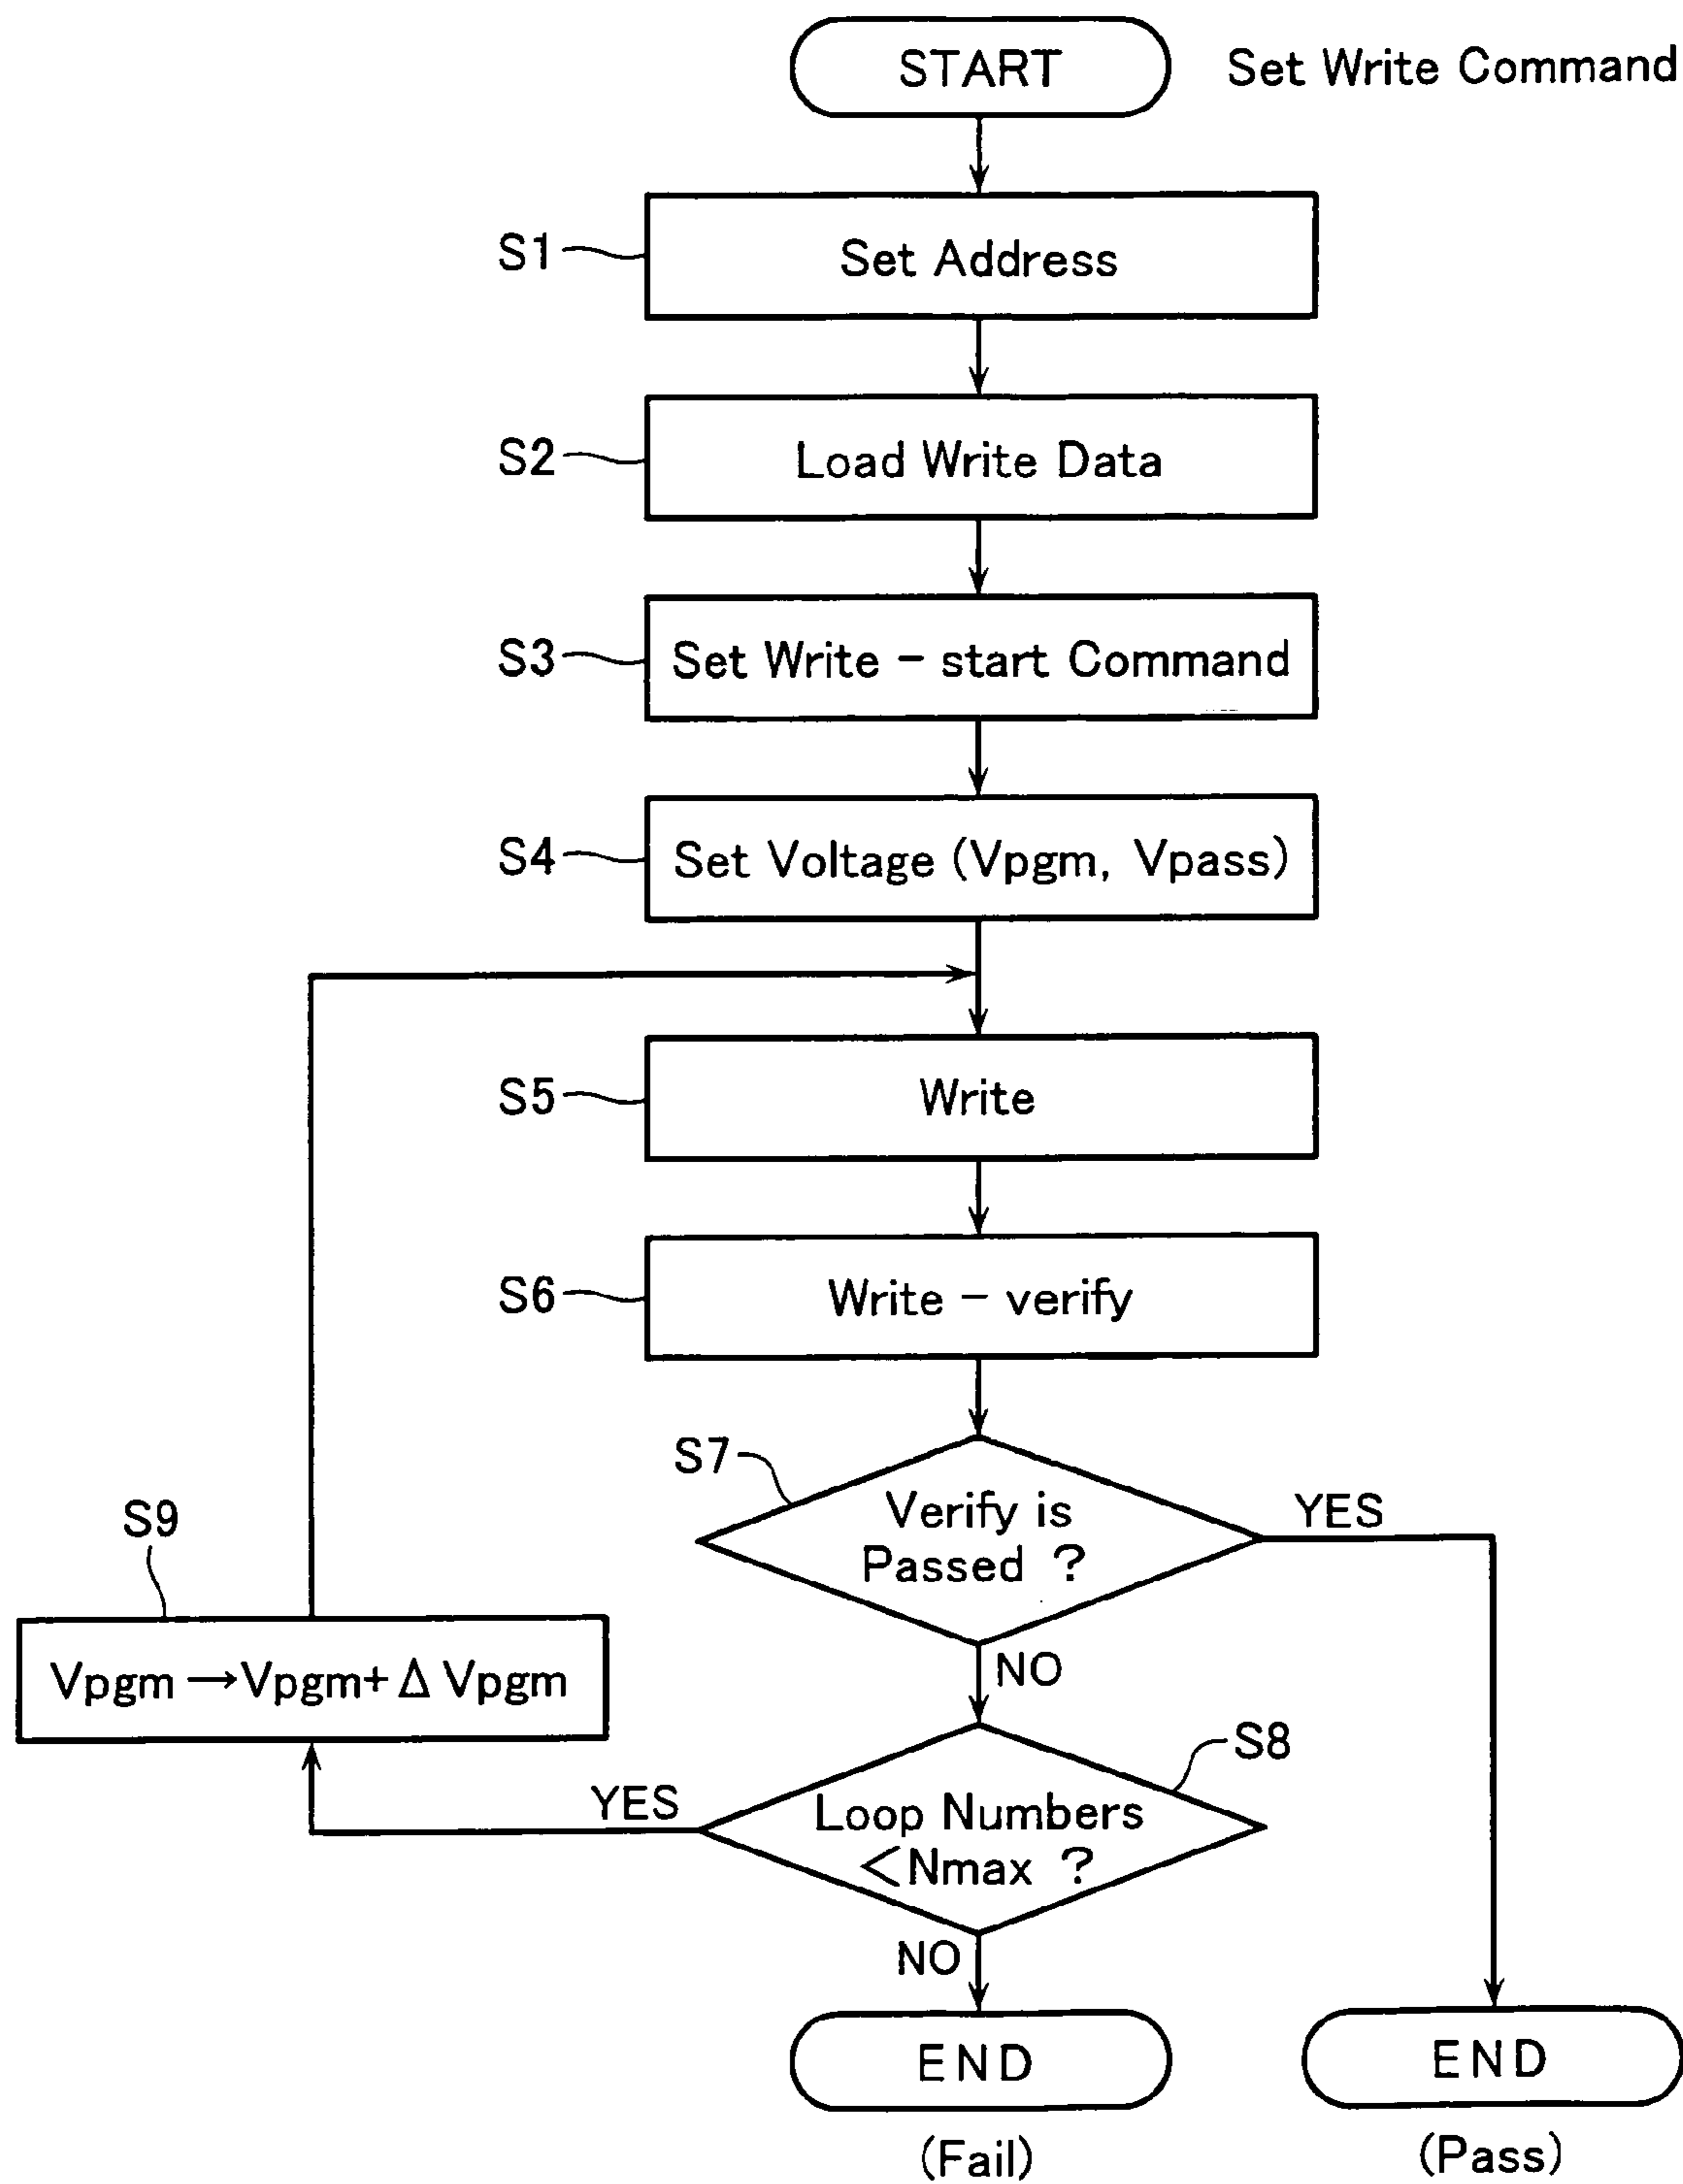 START
Set Write Command
S1
Set Address
S2
Load Write Data
S3
Set Write – start Command
S4
Set Voltage (Vpgm, Vpass)
S5
Write
S6
Write – verify
S7
Verify is
Passed ?
YES
NO
S9
Vpgm → Vpgm+ Δ Vpgm
S8
Loop Numbers
<Nmax ?
YES
NO
END
(Fail)
END
(Pass)